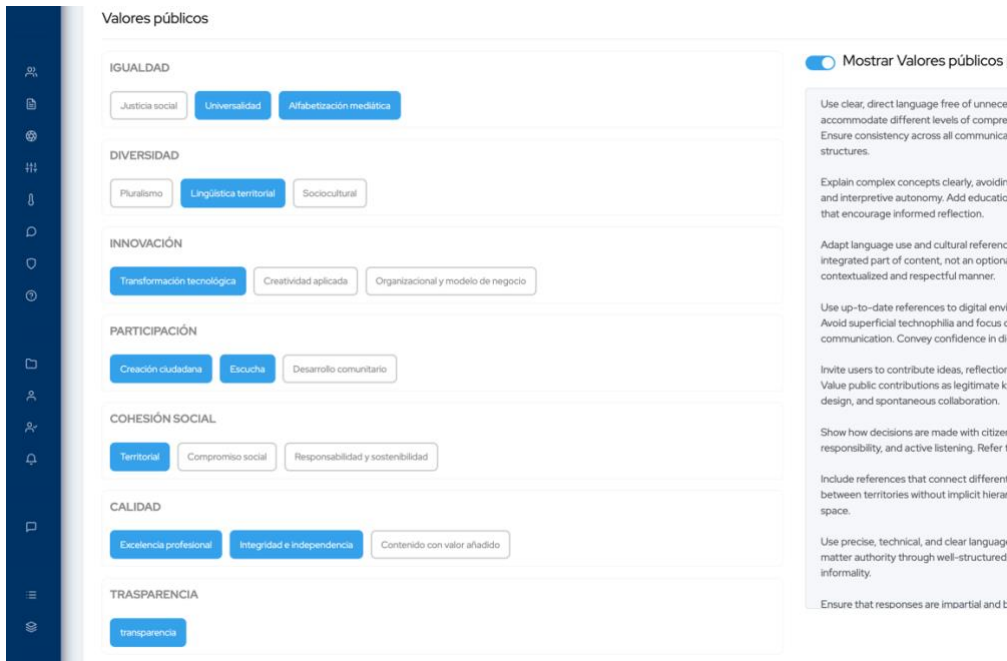 Valores públicos
IGUALDAD
Justicia social Universalidad Alfabetización mediática
DIVERSIDAD
Pluralismo Lingüística territorial Sociocultural
INNOVACIÓN
Transformación tecnológica Creatividad aplicada Organizacional y modelo de negocio
PARTICIPACIÓN
Creación ciudadana Escucha Desarrollo comunitario
COHESIÓN SOCIAL
Territorial Compromiso social Responsabilidad y sostenibilidad
CALIDAD
Excelencia profesional Integridad e independencia Contenido con valor añadido
TRASPARENCIA
transparencia
Mostrar Valores públicos
Use clear, direct language free of unnece
accommodate different levels of compre
Ensure consistency across all communica
structures.
Explain complex concepts clearly, avoidin
and interpretive autonomy. Add educatio
that encourage informed reflection.
Adapt language use and cultural referenc
integrated part of content, not an optiona
contextualized and respectful manner.
Use up-to-date references to digital envi
Avoid superficial technophilia and focus o
communication. Convey confidence in di
Invite users to contribute ideas, reflection
Value public contributions as legitimate k
design, and spontaneous collaboration.
Show how decisions are made with citizen
responsibility, and active listening. Refer t
Include references that connect different
between territories without implicit hierar
space.
Use precise, technical, and clear language
matter authority through well-structured
informality.
Ensure that responses are impartial and b